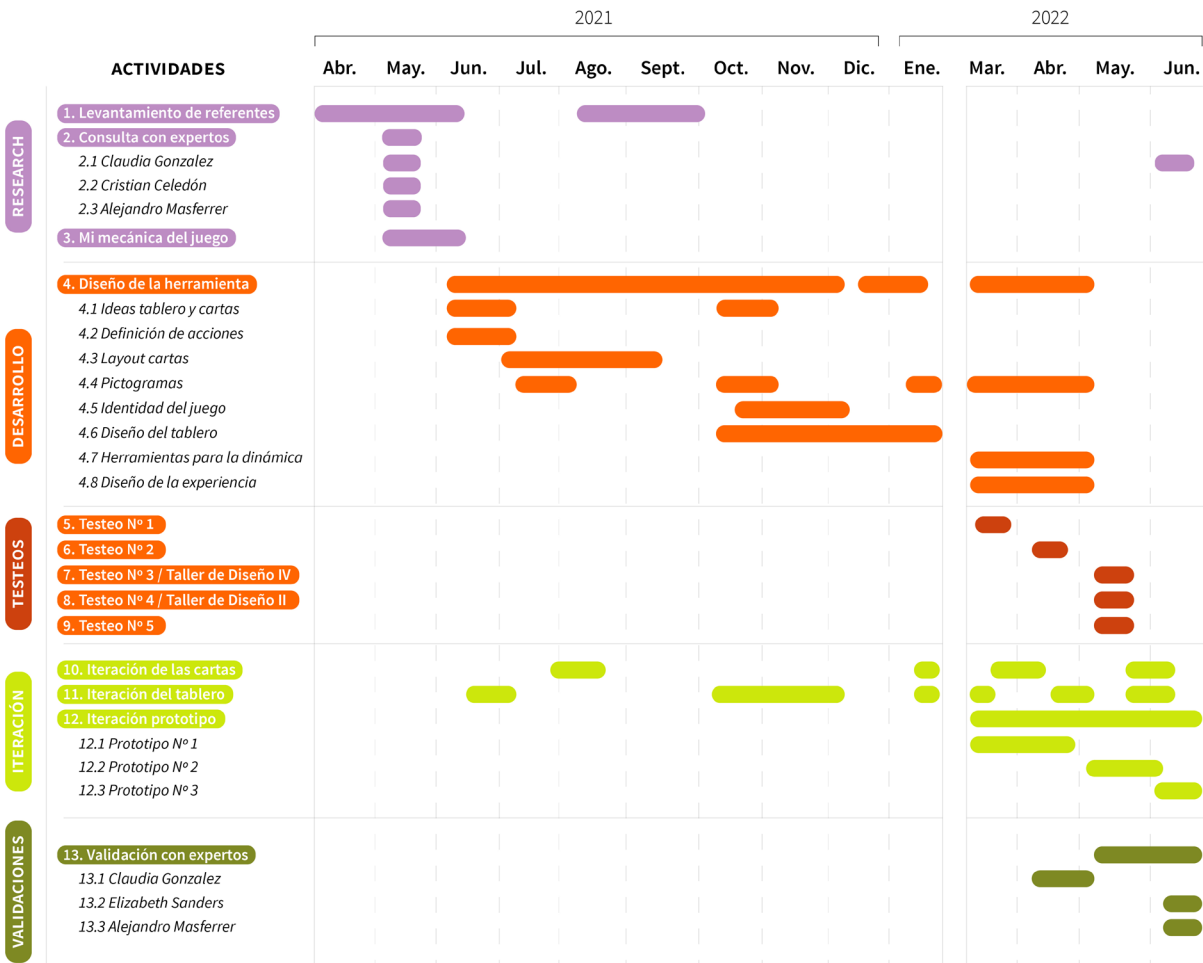 2021 2022
ACTIVIDADES Abr. May. Jun. Jul. Ago. Sept. Oct. Nov. Dic. Ene. Mar. Abr. May. Jun.
RESEARCH
1. Levantamiento de referentes
2. Consulta con expertos
2.1 Claudia Gonzalez
2.2 Cristian Celedón
2.3 Alejandro Masferrer
3. Mi mecánica del juego
DESARROLLO
4. Diseño de la herramienta
4.1 Ideas tablero y cartas
4.2 Definición de acciones
4.3 Layout cartas
4.4 Pictogramas
4.5 Identidad del juego
4.6 Diseño del tablero
4.7 Herramientas para la dinámica
4.8 Diseño de la experiencia
TESTEOS
5. Testeo Nº 1
6. Testeo Nº 2
7. Testeo Nº 3 / Taller de Diseño IV
8. Testeo Nº 4 / Taller de Diseño II
9. Testeo Nº 5
ITERACIÓN
10. Iteración de las cartas
11. Iteración del tablero
12. Iteración prototipo
12.1 Prototipo Nº 1
12.2 Prototipo Nº 2
12.3 Prototipo Nº 3
VALIDACIONES
13. Validación con expertos
13.1 Claudia Gonzalez
13.2 Elizabeth Sanders
13.3 Alejandro Masferrer